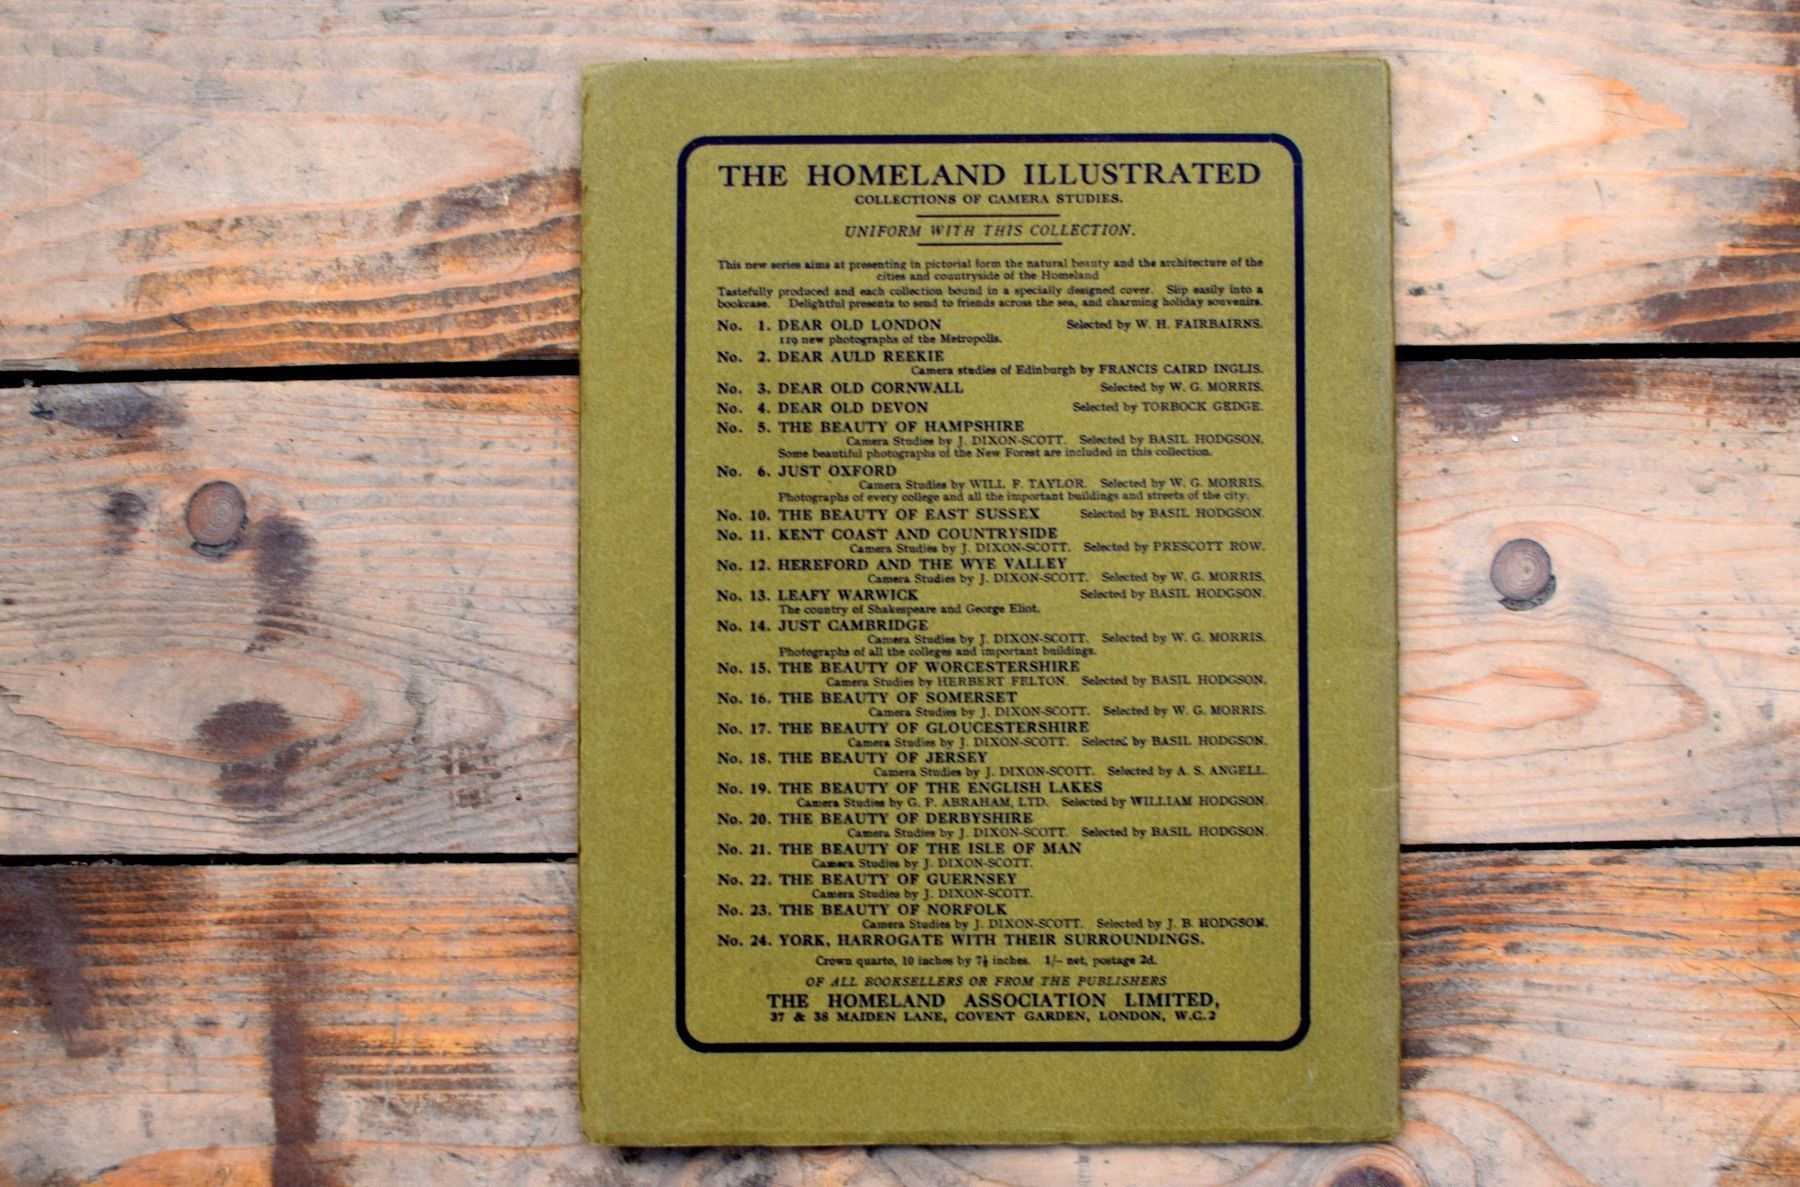 THE HOMELAND ILLUSTRATED
COLLECTIONS OF CAMERA STUDIES.
UNIFORM WITH THIS COLLECTION.
This new series aims at presenting in pictorial form the natural beauty and the architecture of the
cities and countryside of the Homeland
Tastefully produced and each collection bound in a specially designed cover. Slip easily into a
bookcase. Delightful presents to send to friends across the sea, and charming holiday souvenirs.
No. 1. DEAR OLD LONDON Selected by W. H. FAIRBAIRNS.
119 new photographs of the Metropolis.
No. 2. DEAR AULD REEKIE
Camera studies of Edinburgh by FRANCIS CAIRD INGLIS.
No. 3. DEAR OLD CORNWALL Selected by W. G. MORRIS.
No. 4. DEAR OLD DEVON Selected by TORBOCK GEDGE.
No. 5. THE BEAUTY OF HAMPSHIRE
Camera Studies by J. DIXON-SCOTT. Selected by BASIL HODGSON.
Some beautiful photographs of the New Forest are included in this collection.
No. 6. JUST OXFORD
Camera Studies by WILL F. TAYLOR. Selected by W. G. MORRIS.
Photographs of every college and all the important buildings and streets of the city.
No. 10. THE BEAUTY OF EAST SUSSEX Selected by BASIL HODGSON.
No. 11. KENT COAST AND COUNTRYSIDE
Camera Studies by J. DIXON-SCOTT. Selected by PRESCOTT ROW.
No. 12. HEREFORD AND THE WYE VALLEY
Camera Studies by J. DIXON-SCOTT. Selected by W. G. MORRIS.
No. 13. LEAFY WARWICK Selected by BASIL HODGSON.
The country of Shakespeare and George Eliot.
No. 14. JUST CAMBRIDGE
Camera Studies by J. DIXON-SCOTT. Selected by W. G. MORRIS.
Photographs of all the colleges and important buildings.
No. 15. THE BEAUTY OF WORCESTERSHIRE
Camera Studies by HERBERT FELTON. Selected by BASIL HODGSON.
No. 16. THE BEAUTY OF SOMERSET
Camera Studies by J. DIXON-SCOTT. Selected by W. G. MORRIS.
No. 17. THE BEAUTY OF GLOUCESTERSHIRE
Camera Studies by J. DIXON-SCOTT. Selected by BASIL HODGSON.
No. 18. THE BEAUTY OF JERSEY
Camera Studies by J. DIXON-SCOTT. Selected by A. S. ANGELL.
No. 19. THE BEAUTY OF THE ENGLISH LAKES
Camera Studies by G. P. ABRAHAM, LTD. Selected by WILLIAM HODGSON.
No. 20. THE BEAUTY OF DERBYSHIRE
Camera Studies by J. DIXON-SCOTT. Selected by BASIL HODGSON.
No. 21. THE BEAUTY OF THE ISLE OF MAN
Camera Studies by J. DIXON-SCOTT.
No. 22. THE BEAUTY OF GUERNSEY
Camera Studies by J. DIXON-SCOTT.
No. 23. THE BEAUTY OF NORFOLK
Camera Studies by J. DIXON-SCOTT. Selected by J. B. HODGSON.
No. 24. YORK, HARROGATE WITH THEIR SURROUNDINGS.
Crown quarto, 10 inches by 7½ inches. 1/- net, postage 2d.
OF ALL BOOKSELLERS OR FROM THE PUBLISHERS
THE HOMELAND ASSOCIATION LIMITED,
37 & 38 MAIDEN LANE, COVENT GARDEN, LONDON, W.C.2